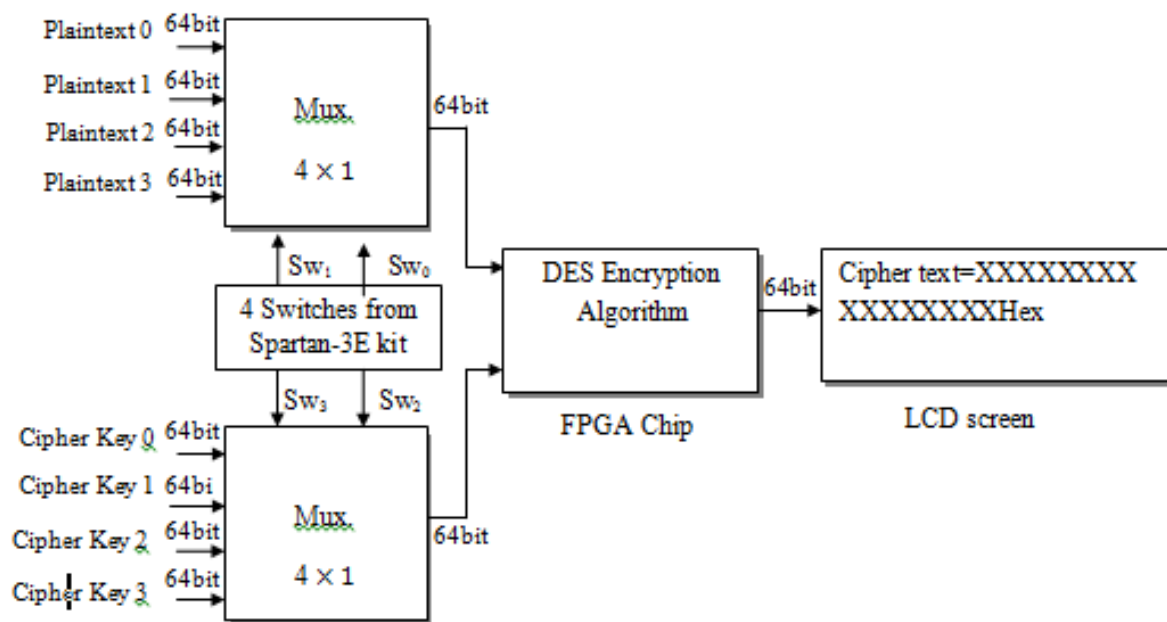 Plaintext 0 64bit
Plaintext 1 64bit
Plaintext 2 64bit
Plaintext 3 64bit
Mux.
4 × 1
64bit
Sw₁ Sw₀
4 Switches from
Spartan-3E kit
Sw₃ Sw₂
DES Encryption
Algorithm
FPGA Chip
64bit
Cipher text=XXXXXXXX
XXXXXXXXHex
LCD screen
Cipher Key 0 64bit
Cipher Key 1 64bi
Cipher Key 2 64bit
Cipher Key 3 64bit
Mux.
4 × 1
64bit